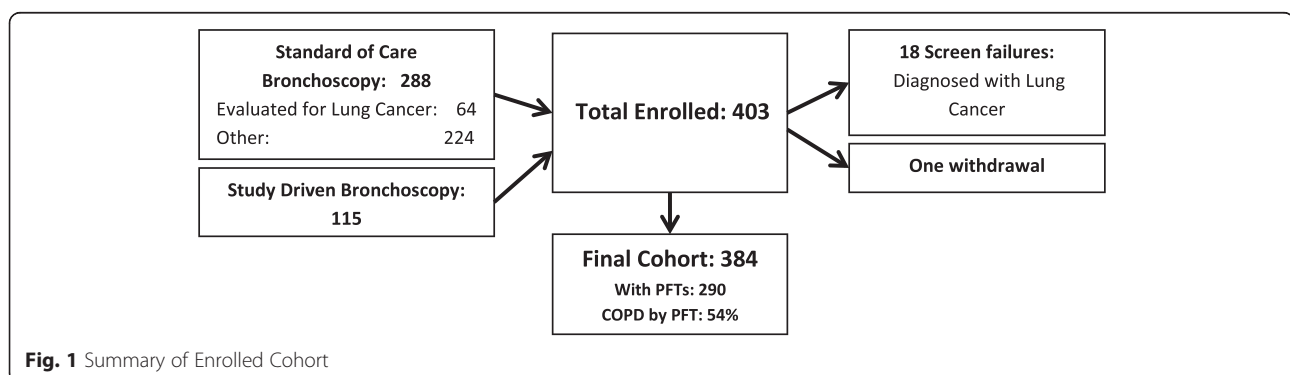 Standard of Care
Bronchoscopy: 288
Evaluated for Lung Cancer: 64
Other: 224
Study Driven Bronchoscopy:
115
Total Enrolled: 403
18 Screen failures:
Diagnosed with Lung
Cancer
One withdrawal
Final Cohort: 384
With PFTs: 290
COPD by PFT: 54%
Fig. 1 Summary of Enrolled Cohort